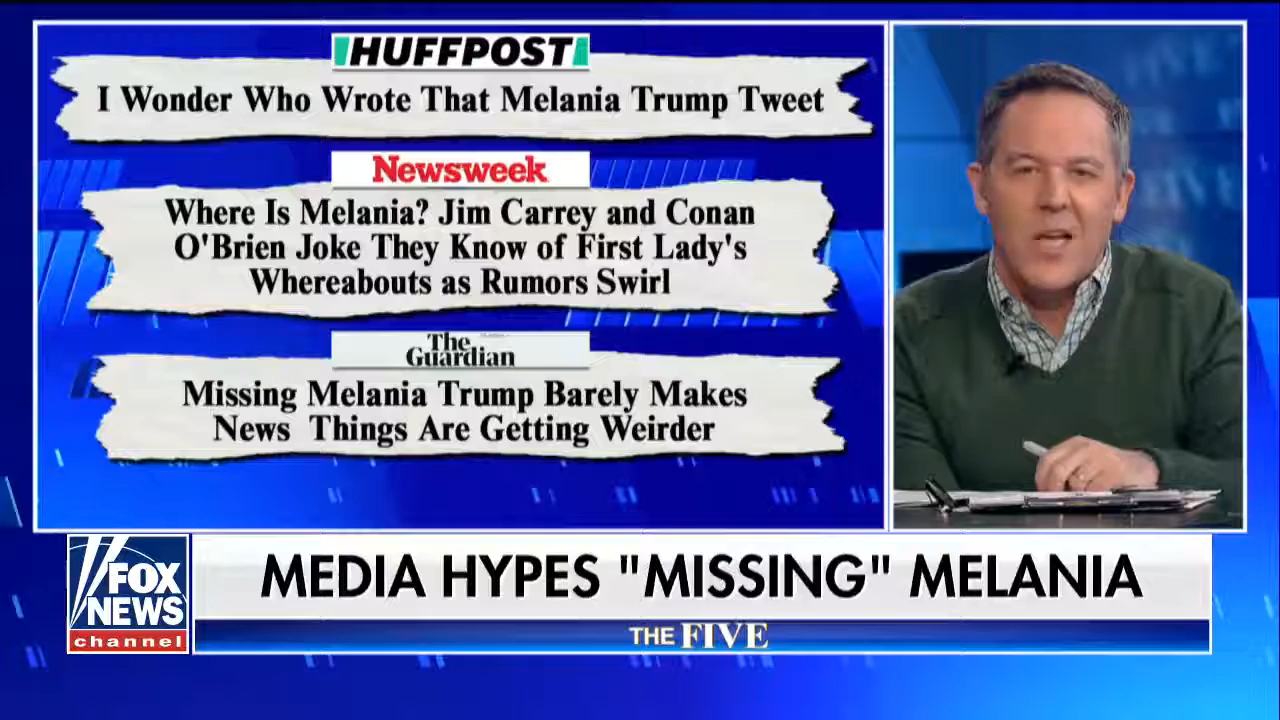 HUFFPOST
I Wonder Who Wrote That Melania Trump Tweet
Newsweek
Where Is Melania? Jim Carrey and Conan
O'Brien Joke They Know of First Lady's
Whereabouts as Rumors Swirl
The
Guardian
Missing Melania Trump Barely Makes
News Things Are Getting Weirder
FOX
NEWS
channel
MEDIA HYPES "MISSING" MELANIA
THE FIVE